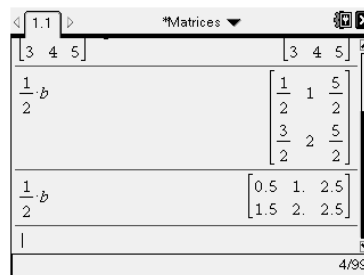 1.1 *Matrices
[3 4 5] [3 4 5]
1/2·b [1/2 1 5/2
3/2 2 5/2]
1/2·b [0.5 1. 2.5
1.5 2. 2.5]
4/99